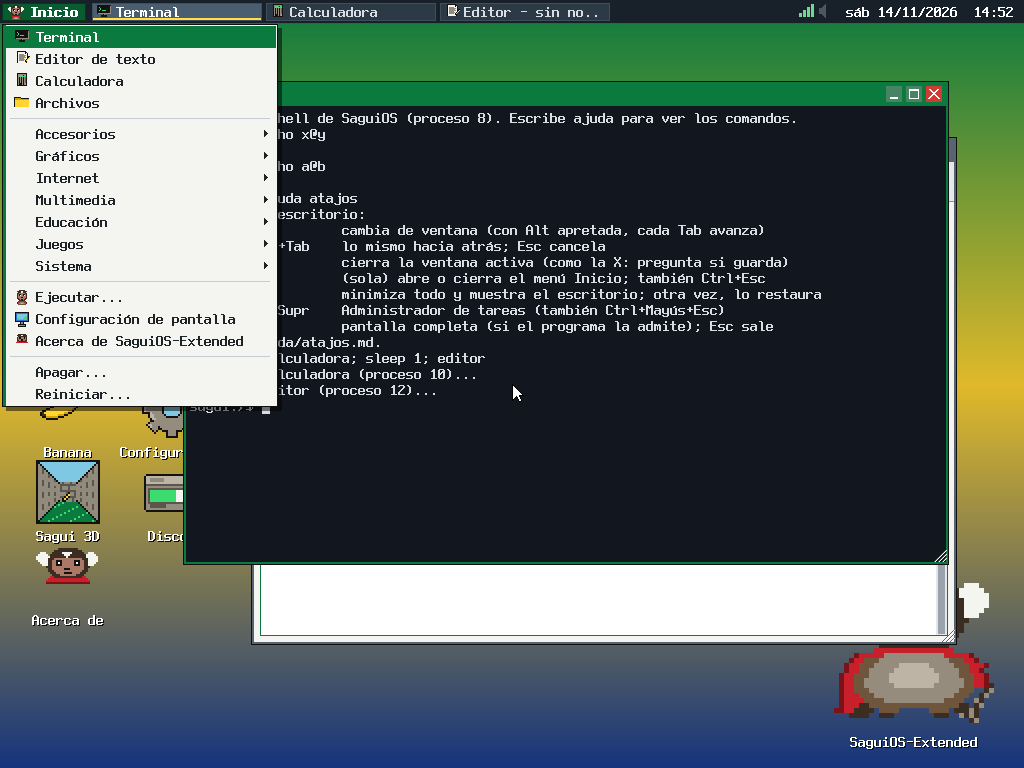 Inicio
Terminal
Calculadora
Editor - sin no..
sáb 14/11/2026 14:52
Terminal
Editor de texto
Calculadora
Archivos
Accesorios
Gráficos
Internet
Multimedia
Educación
Juegos
Sistema
Ejecutar...
Configuración de pantalla
Acerca de SaguiOS-Extended
Apagar...
Reiniciar...
hell de SaguiOS (proceso 8). Escribe ajuda para ver los comandos.
ho x@y
ho a@b
uda atajos
escritorio:
cambia de ventana (con Alt apretada, cada Tab avanza)
+Tab lo mismo hacia atrás; Esc cancela
cierra la ventana activa (como la X: pregunta si guarda)
(sola) abre o cierra el menú Inicio; también Ctrl+Esc
minimiza todo y muestra el escritorio; otra vez, lo restaura
Supr Administrador de tareas (también Ctrl+Mayús+Esc)
pantalla completa (si el programa la admite); Esc sale
da/atajos.md.
lculadora; sleep 1; editor
lculadora (proceso 10)...
itor (proceso 12)...
Banana
Configur
Sagui 3D
Disco
Acerca de
SaguiOS-Extended